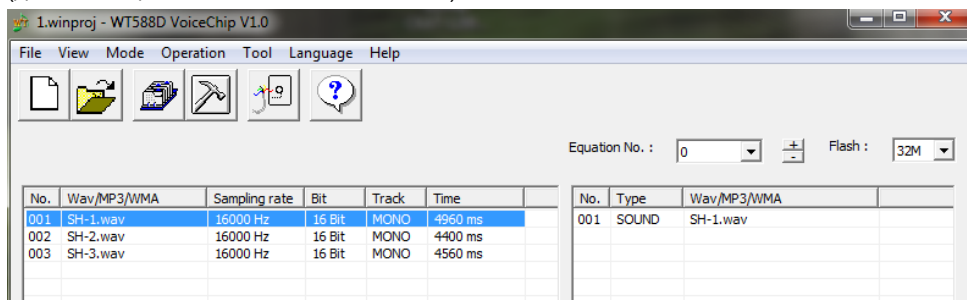 1.winproj - WT588D VoiceChip V1.0
File View Mode Operation Tool Language Help
Equation No. : 0 + - Flash : 32M
No. Wav/MP3/WMA Sampling rate Bit Track Time
001 SH-1.wav 16000 Hz 16 Bit MONO 4960 ms
002 SH-2.wav 16000 Hz 16 Bit MONO 4400 ms
003 SH-3.wav 16000 Hz 16 Bit MONO 4560 ms
No. Type Wav/MP3/WMA
001 SOUND SH-1.wav